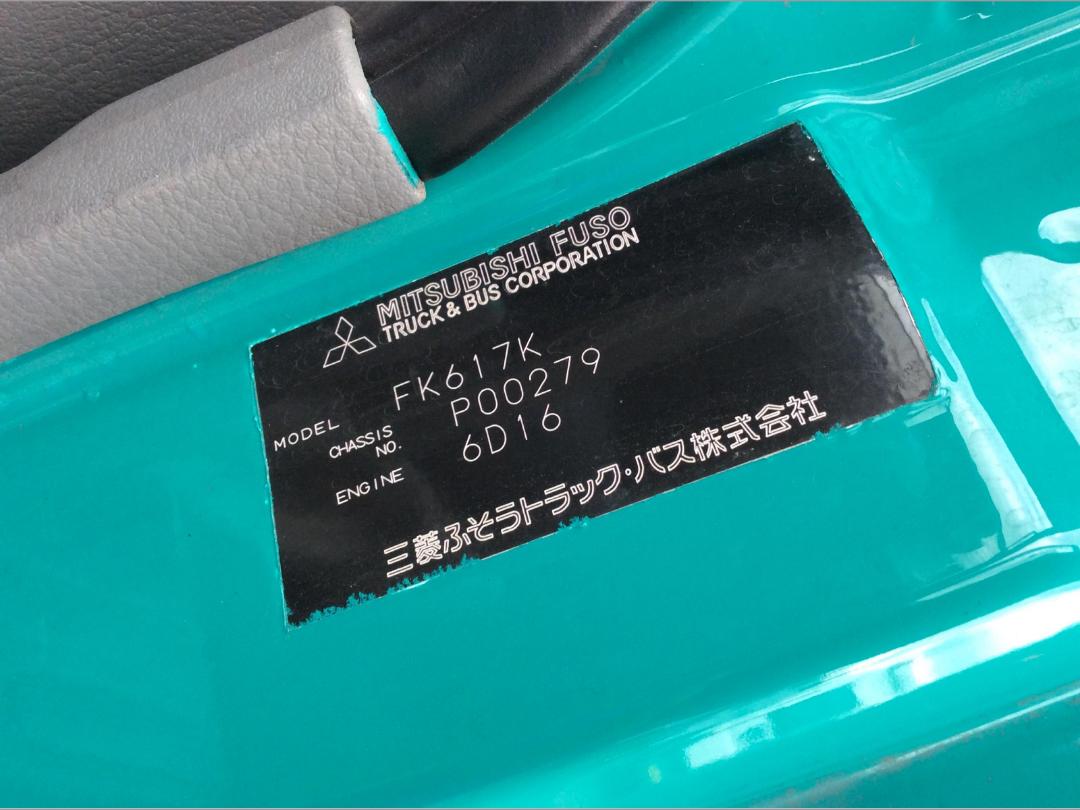 MITSUBISHI FUSO
TRUCK & BUS CORPORATION
MODEL FK617K
CHASSIS NO. P00279
ENGINE 6D16
三菱ふそうトラック・バス株式会社